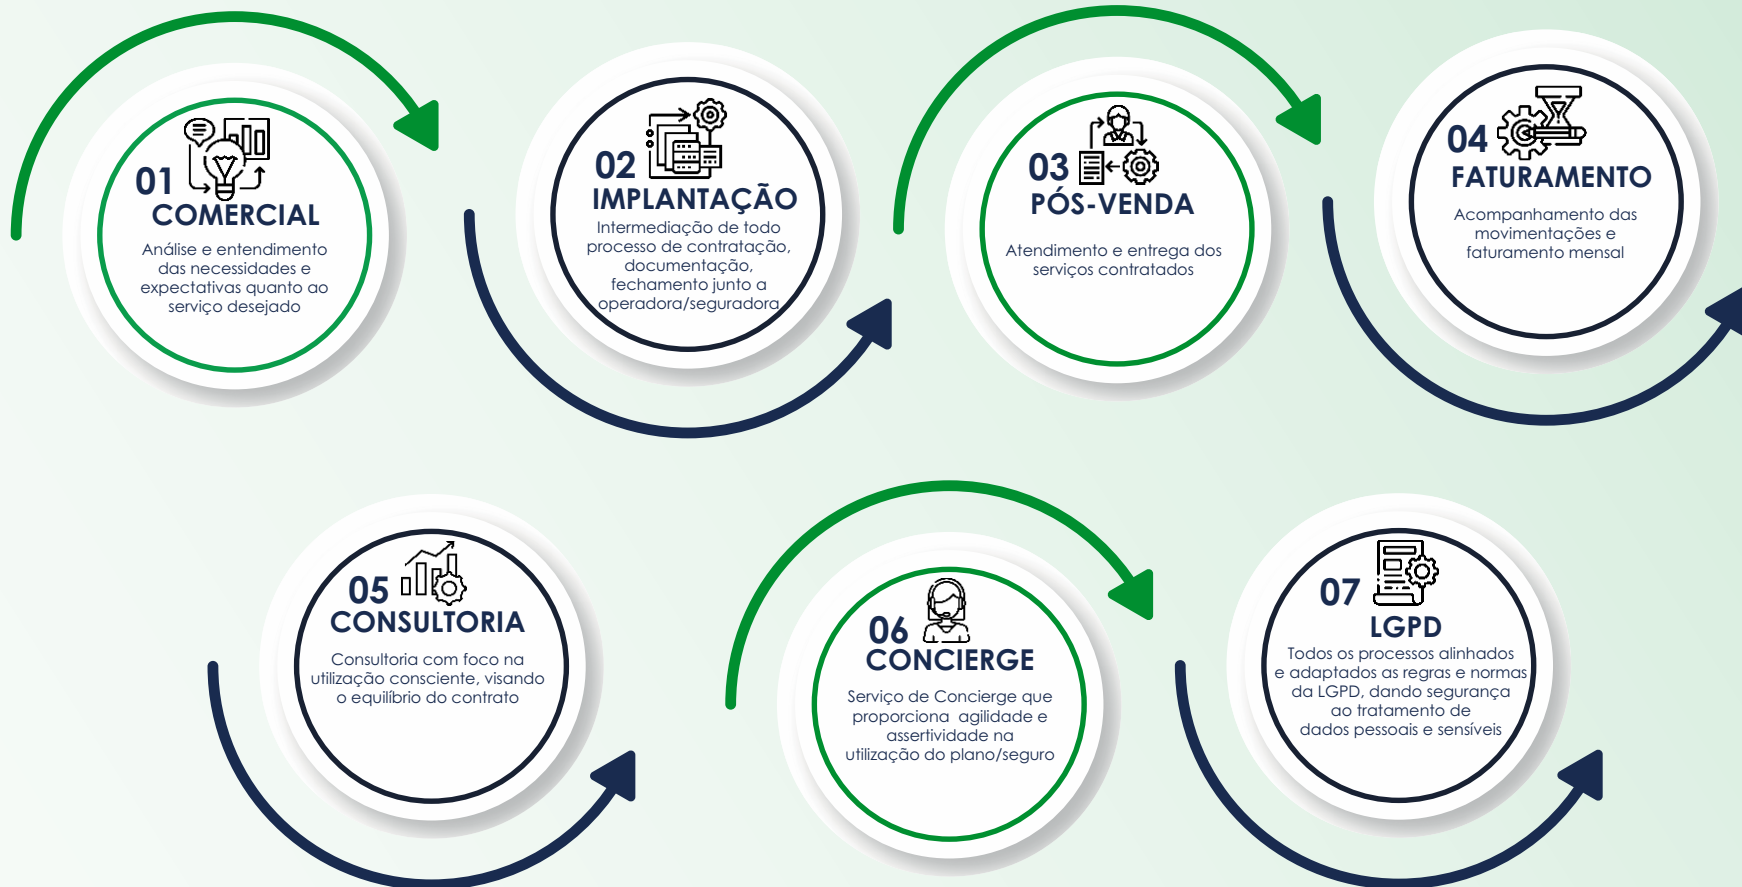 01
COMERCIAL
Análise e entendimento
das necessidades e
expectativas quanto ao
serviço desejado
02
IMPLANTAÇÃO
Intermediação de todo
processo de contratação,
documentação,
fechamento junto a
operadora/seguradora
03
PÓS-VENDA
Atendimento e entrega dos
serviços contratados
04
FATURAMENTO
Acompanhamento das
movimentações e
faturamento mensal
05
CONSULTORIA
Consultoria com foco na
utilização consciente, visando
o equilíbrio do contrato
06
CONCIERGE
Serviço de Concierge que
proporciona agilidade e
assertividade na
utilização do plano/seguro
07
LGPD
Todos os processos alinhados
e adaptados as regras e normas
da LGPD, dando segurança
ao tratamento de
dados pessoais e sensíveis